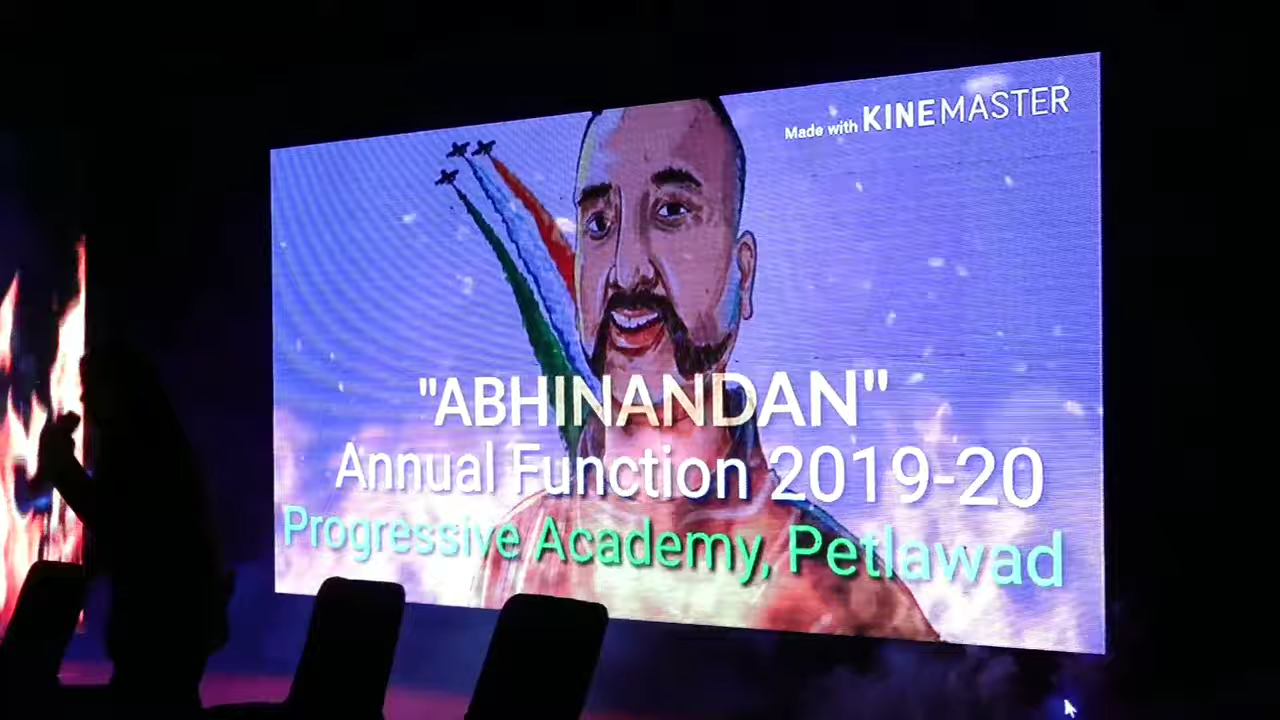 Made with KINEMASTER
"ABHINANDAN"
Annual Function 2019-20
Progressive Academy, Petlawad